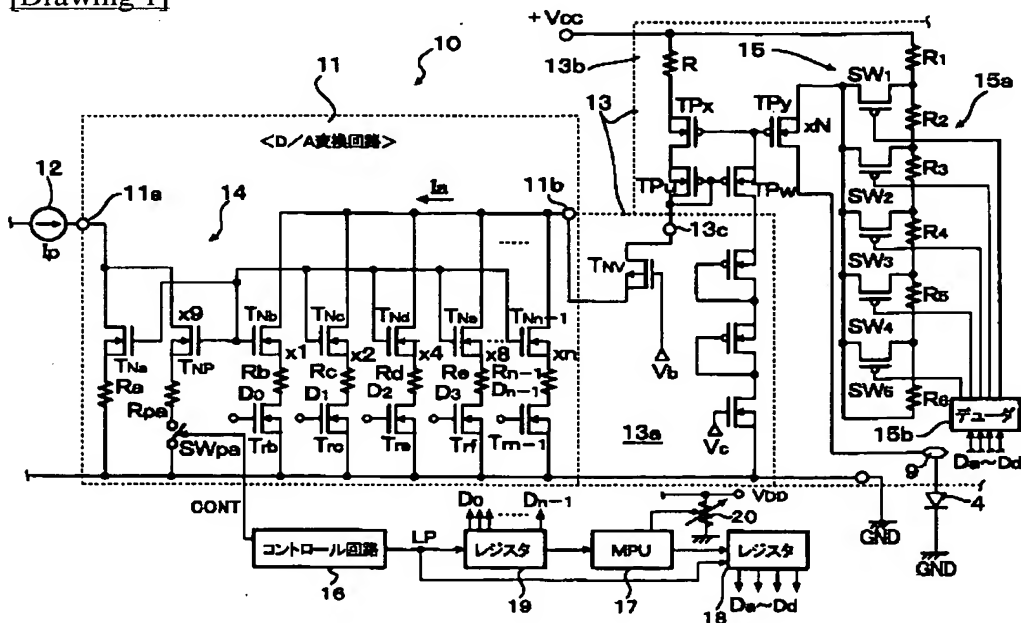 [Drawing 1]
+Vcc
10
11
13b
13
R
15
SW1
R1
15a
TPx
TPy
xN
R2
<D/A変換回路>
12
11a
14
Ia
11b
TPu
TPw
SW2
R3
13c
Ip
SW3
R4
TNV
x9
TNb
TNc
TNd
TNe
TNn-1
SW4
R5
TNa
TNP
x1
x2
x4
x8
xn
Vb
SW5
Ra
Rb
Rc
Rd
Re
Rn-1
R6
Rpa
D0
D1
D2
D3
Dn-1
13a
デューダ
15b
SWpa
Trb
Trc
Tre
Trf
Trn-1
Vc
9
Da~Dd
CONT
D0
Dn-1
VDD
4
20
LP
GND
コントロール回路
レジスタ
MPU
レジスタ
GND
16
19
17
18
Da~Dd